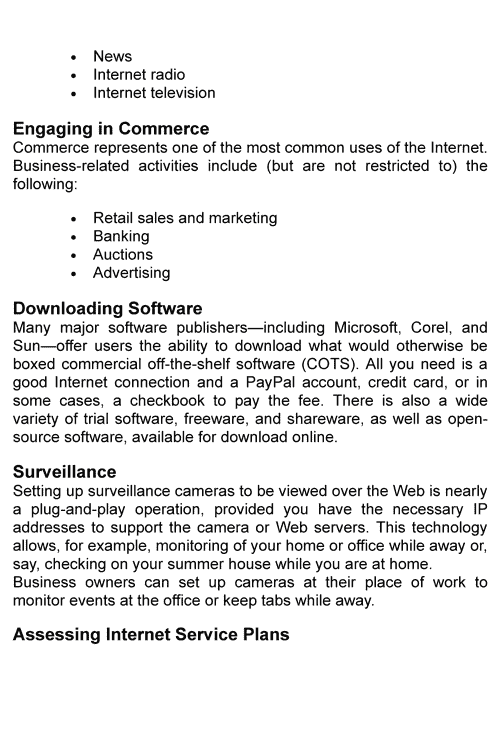 • News
• Internet radio
• Internet television
Engaging in Commerce
Commerce represents one of the most common uses of the Internet.
Business-related activities include (but are not restricted to) the
following:
• Retail sales and marketing
• Banking
• Auctions
• Advertising
Downloading Software
Many major software publishers—including Microsoft, Corel, and
Sun—offer users the ability to download what would otherwise be
boxed commercial off-the-shelf software (COTS). All you need is a
good Internet connection and a PayPal account, credit card, or in
some cases, a checkbook to pay the fee. There is also a wide
variety of trial software, freeware, and shareware, as well as open-
source software, available for download online.
Surveillance
Setting up surveillance cameras to be viewed over the Web is nearly
a plug-and-play operation, provided you have the necessary IP
addresses to support the camera or Web servers. This technology
allows, for example, monitoring of your home or office while away or,
say, checking on your summer house while you are at home.
Business owners can set up cameras at their place of work to
monitor events at the office or keep tabs while away.
Assessing Internet Service Plans